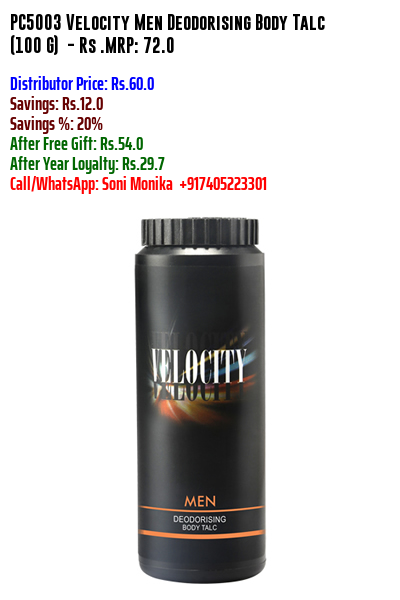 PC5003 Velocity Men Deodorising Body Talc
(100 G) - Rs .MRP: 72.0
Distributor Price: Rs.60.0
Savings: Rs.12.0
Savings %: 20%
After Free Gift: Rs.54.0
After Year Loyalty: Rs.29.7
Call/WhatsApp: Soni Monika +917405223301
VELOCITY
VELOCITY
VELOCITY
MEN
DEODORISING
BODY TALC